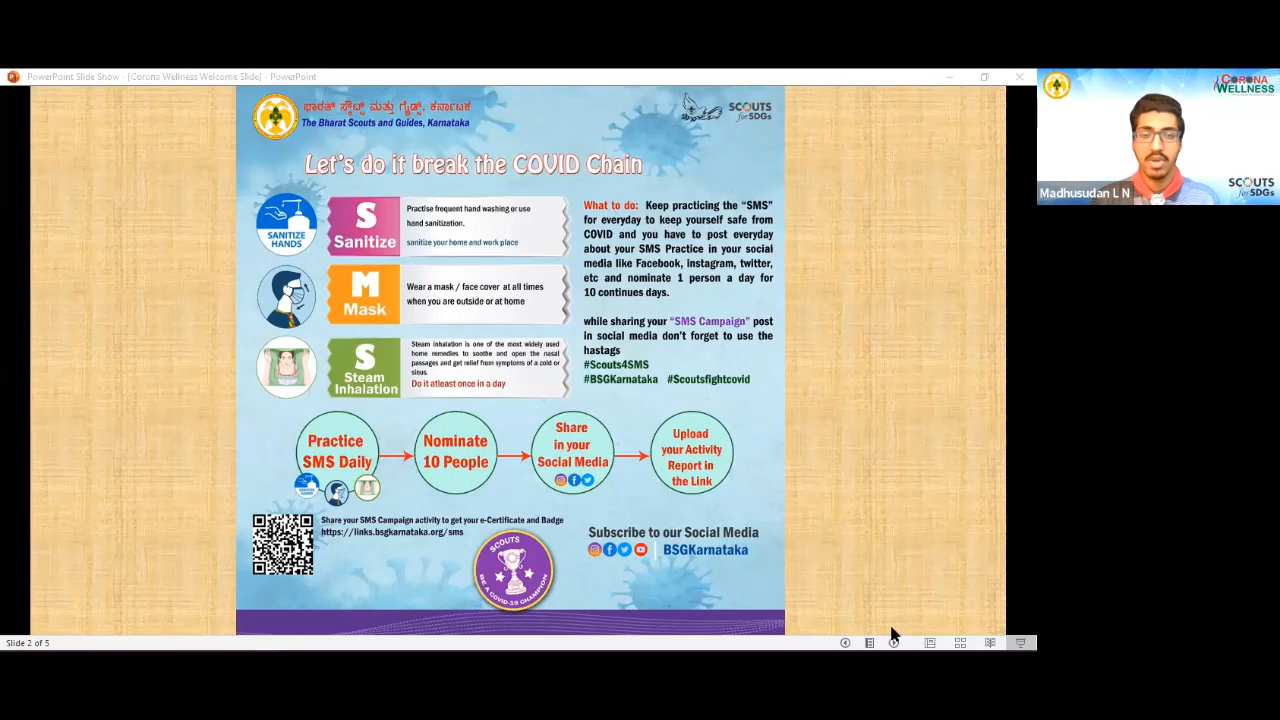 PowerPoint Slide Show - [Corona Wellness Welcome Slide] - PowerPoint
ಭಾರತ್ ಸ್ಕೌಟ್ಸ್ ಮತ್ತು ಗೈಡ್ಸ್, ಕರ್ನಾಟಕ
The Bharat Scouts and Guides, Karnataka
SCOUTS
for SDGs
Let's do it break the COVID Chain
SANITIZE
HANDS
S
Sanitize
Practise frequent hand washing or use
hand sanitization.
sanitize your home and work place
M
Mask
Wear a mask / face cover at all times
when you are outside or at home
S
Steam
Inhalation
Steam Inhalation is one of the most widely used
home remedies to soothe and open the nasal
passages and get relief from symptoms of a cold or
sinus.
Do it atleast once in a day
What to do: Keep practicing the "SMS"
for everyday to keep yourself safe from
COVID and you have to post everyday
about your SMS Practice in your social
media like Facebook, instagram, twitter,
etc and nominate 1 person a day for
10 continues days.
while sharing your "SMS Campaign" post
in social media don't forget to use the
hastags
#Scouts4SMS
#BSGKarnataka #Scoutsfightcovid
Practice
SMS Daily
Nominate
10 People
Share
in your
Social Media
Upload
your Activity
Report in
the Link
Share your SMS Campaign activity to get your e-Certificate and Badge
https://links.bsgkarnataka.org/sms
SCOUTS
BE A COVID-19 CHAMPION
Subscribe to our Social Media
BSGKarnataka
Slide 2 of 5
CORONA
WELLNESS
Madhusudan L N
SCOUTS
for SDGs